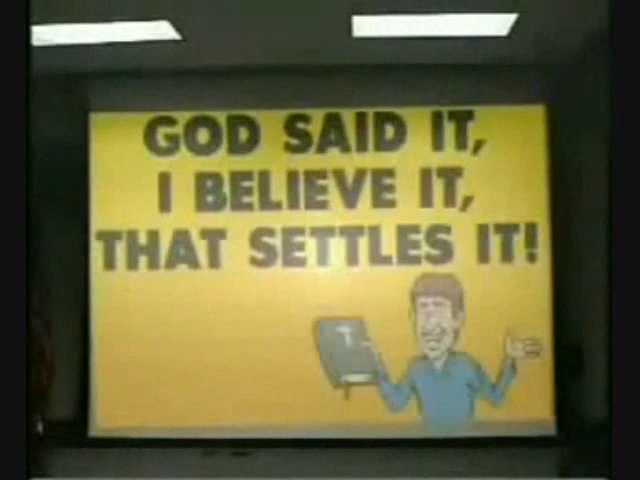 GOD SAID IT,
I BELIEVE IT,
THAT SETTLES IT!